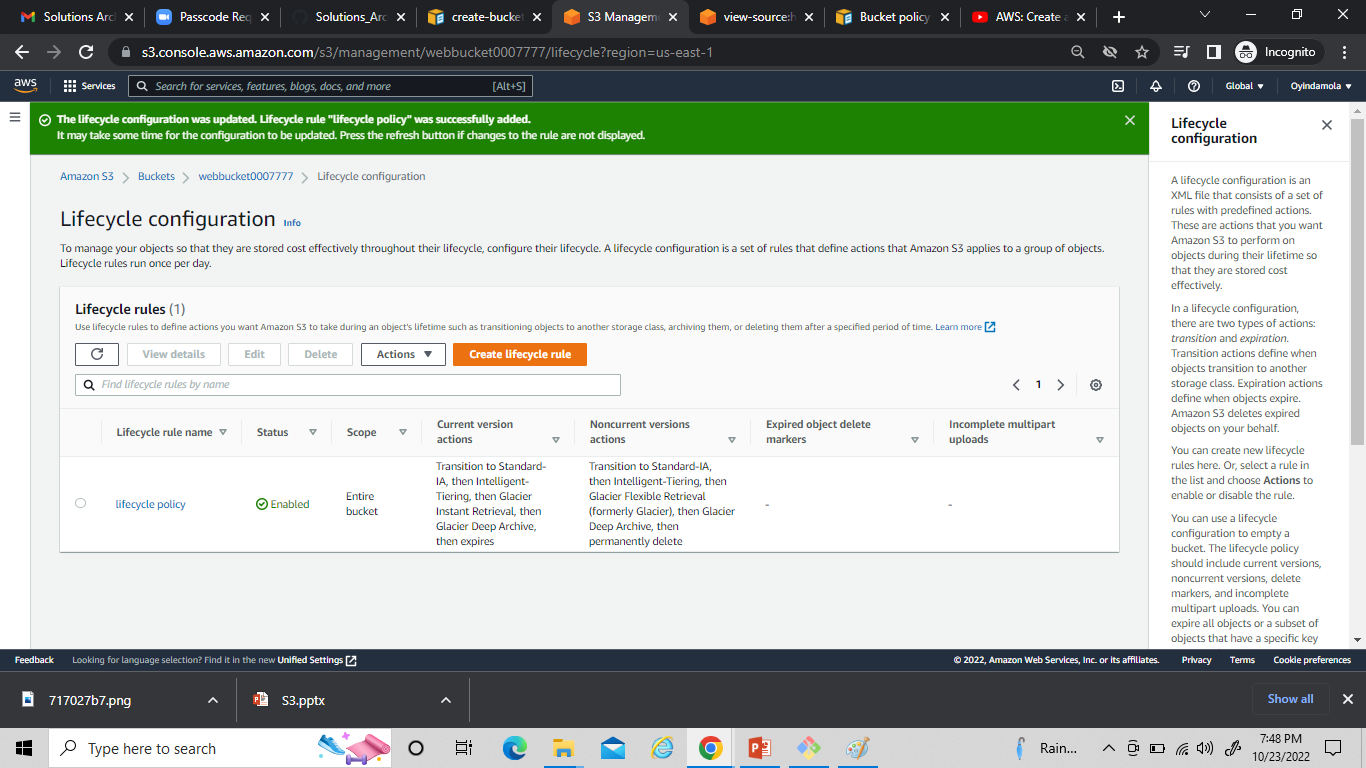 Solutions Arc
Passcode Req
Solutions_Arc
create-bucket
S3 Managem
view-source:h
Bucket policy
AWS: Create a
s3.console.aws.amazon.com/s3/management/webbucket0007777/lifecycle?region=us-east-1
Incognito
aws
Services
Search for services, features, blogs, docs, and more
[Alt+S]
Global
Oyindamola
The lifecycle configuration was updated. Lifecycle rule "lifecycle policy" was successfully added.
It may take some time for the configuration to be updated. Press the refresh button if changes to the rule are not displayed.
Amazon S3
Buckets
webbucket0007777
Lifecycle configuration
Lifecycle configuration Info
To manage your objects so that they are stored cost effectively throughout their lifecycle, configure their lifecycle. A lifecycle configuration is a set of rules that define actions that Amazon S3 applies to a group of objects.
Lifecycle rules run once per day.
Lifecycle rules (1)
Use lifecycle rules to define actions you want Amazon S3 to take during an object's lifetime such as transitioning objects to another storage class, archiving them, or deleting them after a specified period of time. Learn more
View details
Edit
Delete
Actions
Create lifecycle rule
Find lifecycle rules by name
1
Lifecycle rule name
Status
Scope
Current version
actions
Noncurrent versions
actions
Expired object delete
markers
Incomplete multipart
uploads
lifecycle policy
Enabled
Entire
bucket
Transition to Standard-
IA, then Intelligent-
Tiering, then Glacier
Instant Retrieval, then
Glacier Deep Archive,
then expires
Transition to Standard-IA,
then Intelligent-Tiering, then
Glacier Flexible Retrieval
(formerly Glacier), then Glacier
Deep Archive, then
permanently delete
-
-
Lifecycle
configuration
A lifecycle configuration is an
XML file that consists of a set of
rules with predefined actions.
These are actions that you want
Amazon S3 to perform on
objects during their lifetime so
that they are stored cost
effectively.
In a lifecycle configuration,
there are two types of actions:
transition and expiration.
Transition actions define when
objects transition to another
storage class. Expiration actions
define when objects expire.
Amazon S3 deletes expired
objects on your behalf.
You can create new lifecycle
rules here. Or, select a rule in
the list and choose Actions to
enable or disable the rule.
You can use a lifecycle
configuration to empty a
bucket. The lifecycle policy
should include current versions,
noncurrent versions, delete
markers, and incomplete
multipart uploads. You can
expire all objects or a subset of
objects that have a specific key
Feedback
Looking for language selection? Find it in the new Unified Settings
© 2022, Amazon Web Services, Inc. or its affiliates.
Privacy
Terms
Cookie preferences
717027b7.png
S3.pptx
Show all
Type here to search
Rain...
7:48 PM
10/23/2022